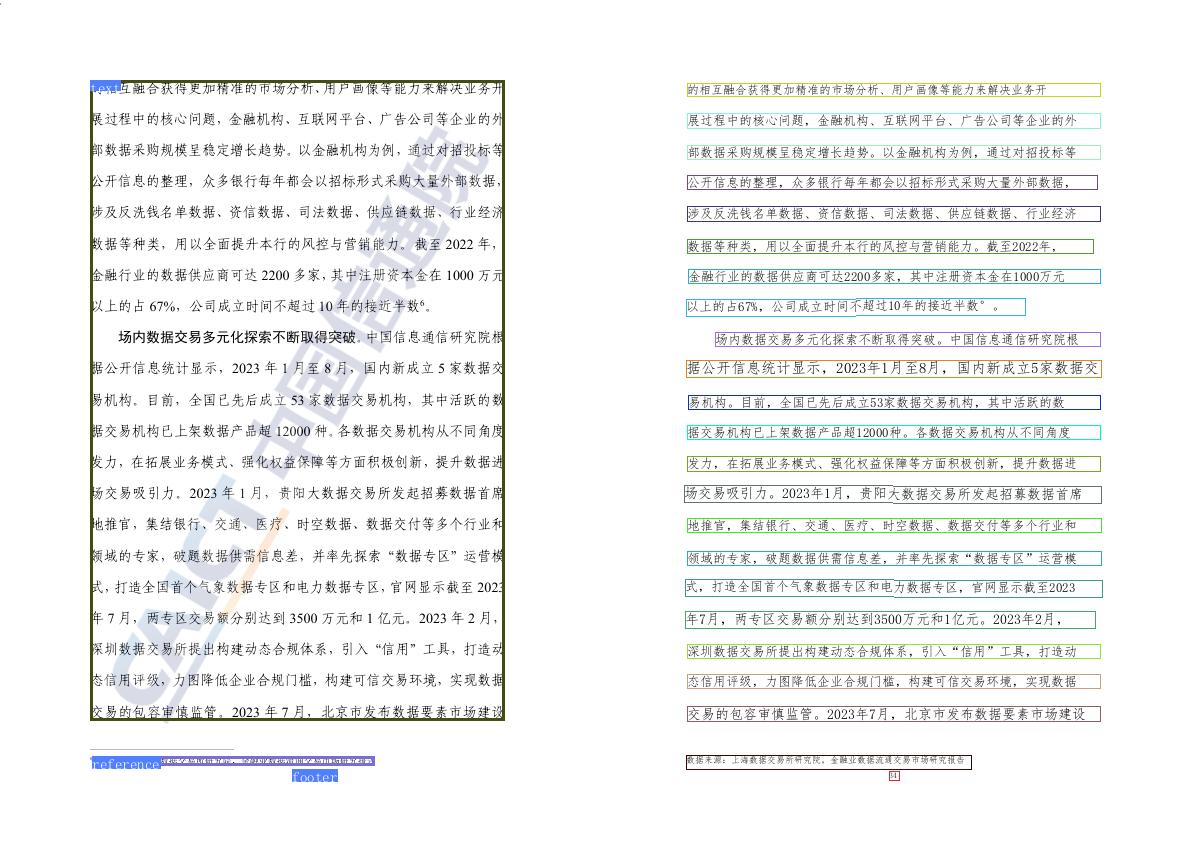 text
的相互融合获得更加精准的市场分析、用户画像等能力来解决业务开
展过程中的核心问题，金融机构、互联网平台、广告公司等企业的外
部数据采购规模呈稳定增长趋势。以金融机构为例，通过对招投标等
公开信息的整理，众多银行每年都会以招标形式采购大量外部数据，
涉及反洗钱名单数据、资信数据、司法数据、供应链数据、行业经济
数据等种类，用以全面提升本行的风控与营销能力。截至 2022 年，
金融行业的数据供应商可达 2200 多家，其中注册资本金在 1000 万元
以上的占 67%，公司成立时间不超过 10 年的接近半数⁶。
场内数据交易多元化探索不断取得突破。中国信息通信研究院根
据公开信息统计显示，2023 年 1 月至 8 月，国内新成立 5 家数据交
易机构。目前，全国已先后成立 53 家数据交易机构，其中活跃的数
据交易机构已上架数据产品超 12000 种。各数据交易机构从不同角度
发力，在拓展业务模式、强化权益保障等方面积极创新，提升数据进
场交易吸引力。2023 年 1 月，贵阳大数据交易所发起招募数据首席
地推官，集结银行、交通、医疗、时空数据、数据交付等多个行业和
领域的专家，破题数据供需信息差，并率先探索“数据专区”运营模
式，打造全国首个气象数据专区和电力数据专区，官网显示截至 2023
年 7 月，两专区交易额分别达到 3500 万元和 1 亿元。2023 年 2 月，
深圳数据交易所提出构建动态合规体系，引入“信用”工具，打造动
态信用评级，力图降低企业合规门槛，构建可信交易环境，实现数据
交易的包容审慎监管。2023 年 7 月，北京市发布数据要素市场建设
reference
footer
CAICT 中国信通院
的相互融合获得更加精准的市场分析、用户画像等能力来解决业务开
展过程中的核心问题，金融机构、互联网平台、广告公司等企业的外
部数据采购规模呈稳定增长趋势。以金融机构为例，通过对招投标等
公开信息的整理，众多银行每年都会以招标形式采购大量外部数据，
涉及反洗钱名单数据、资信数据、司法数据、供应链数据、行业经济
数据等种类，用以全面提升本行的风控与营销能力。截至2022年，
金融行业的数据供应商可达2200多家，其中注册资本金在1000万元
以上的占67%，公司成立时间不超过10年的接近半数°。
场内数据交易多元化探索不断取得突破。中国信息通信研究院根
据公开信息统计显示，2023年1月至8月，国内新成立5家数据交
易机构。目前，全国已先后成立53家数据交易机构，其中活跃的数
据交易机构已上架数据产品超12000种。各数据交易机构从不同角度
发力，在拓展业务模式、强化权益保障等方面积极创新，提升数据进
场交易吸引力。2023年1月，贵阳大数据交易所发起招募数据首席
地推官，集结银行、交通、医疗、时空数据、数据交付等多个行业和
领域的专家，破题数据供需信息差，并率先探索“数据专区”运营模
式，打造全国首个气象数据专区和电力数据专区，官网显示截至2023
年7月，两专区交易额分别达到3500万元和1亿元。2023年2月，
深圳数据交易所提出构建动态合规体系，引入“信用”工具，打造动
态信用评级，力图降低企业合规门槛，构建可信交易环境，实现数据
交易的包容审慎监管。2023年7月，北京市发布数据要素市场建设
数据来源：上海数据交易所研究院，金融业数据流通交易市场研究报告